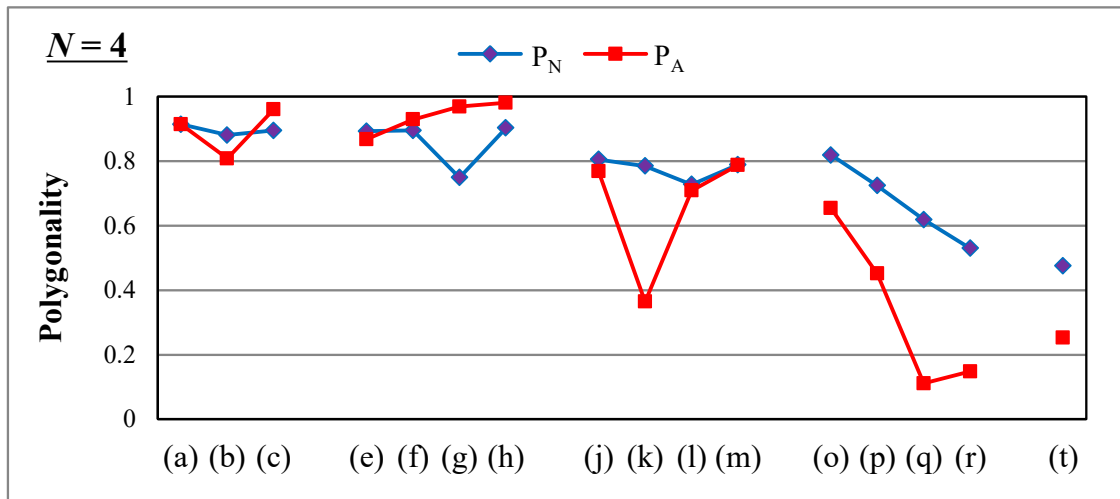 N = 4
P_N P_A
Polygonality
1
0.8
0.6
0.4
0.2
0
(a) (b) (c) (e) (f) (g) (h) (j) (k) (l) (m) (o) (p) (q) (r) (t)